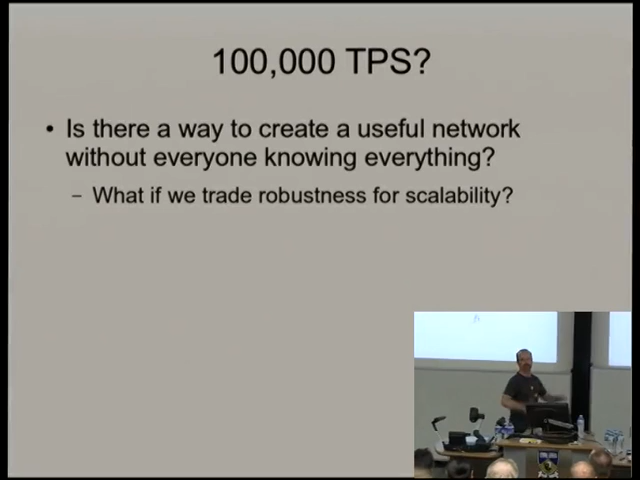 100,000 TPS?
• Is there a way to create a useful network
without everyone knowing everything?
– What if we trade robustness for scalability?